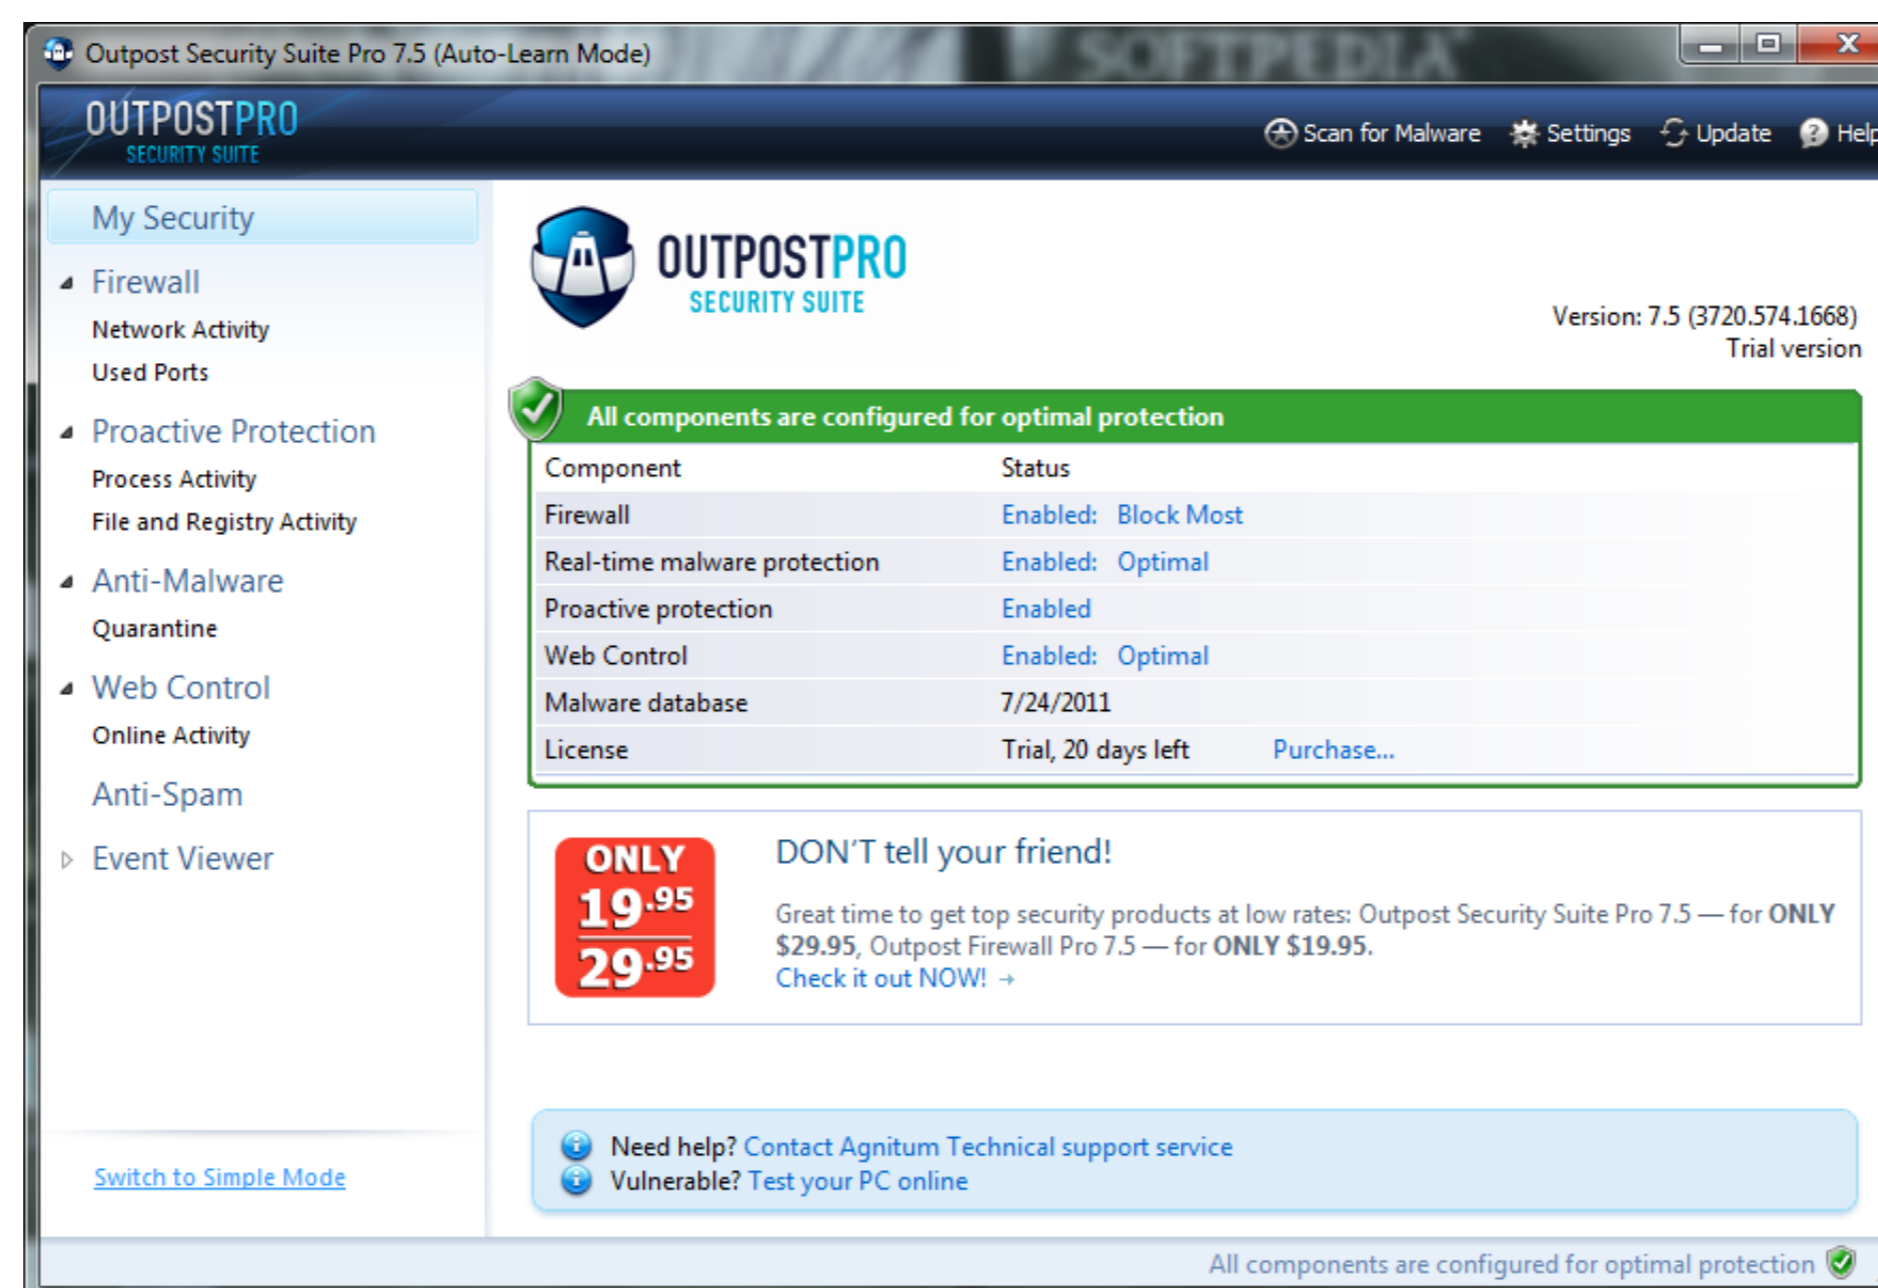 Outpost Security Suite Pro 7.5 (Auto-Learn Mode)
SOFTPEDIA
OUTPOSTPRO
SECURITY SUITE
Scan for Malware Settings Update Help
My Security
Firewall
Network Activity
Used Ports
Proactive Protection
Process Activity
File and Registry Activity
Anti-Malware
Quarantine
Web Control
Online Activity
Anti-Spam
Event Viewer
Switch to Simple Mode
OUTPOSTPRO
SECURITY SUITE
Version: 7.5 (3720.574.1668)
Trial version
All components are configured for optimal protection
Component Status
Firewall Enabled: Block Most
Real-time malware protection Enabled: Optimal
Proactive protection Enabled
Web Control Enabled: Optimal
Malware database 7/24/2011
License Trial, 20 days left Purchase...
ONLY
19.95
29.95
DON'T tell your friend!
Great time to get top security products at low rates: Outpost Security Suite Pro 7.5 — for ONLY
$29.95, Outpost Firewall Pro 7.5 — for ONLY $19.95.
Check it out NOW! →
Need help? Contact Agnitum Technical support service
Vulnerable? Test your PC online
All components are configured for optimal protection